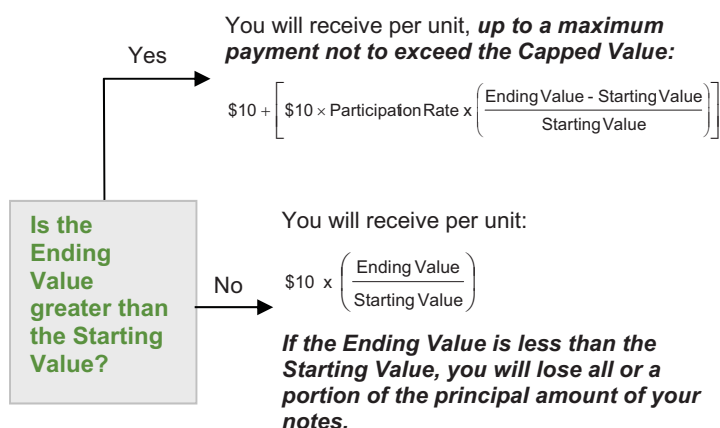 You will receive per unit, up to a maximum
payment not to exceed the Capped Value:
Yes
$10 + [ $10 × Participation Rate x ( Ending Value - Starting Value / Starting Value ) ]
Is the
Ending
Value
greater than
the Starting
Value?
No
You will receive per unit:
$10 x ( Ending Value / Starting Value )
If the Ending Value is less than the
Starting Value, you will lose all or a
portion of the principal amount of your
notes.